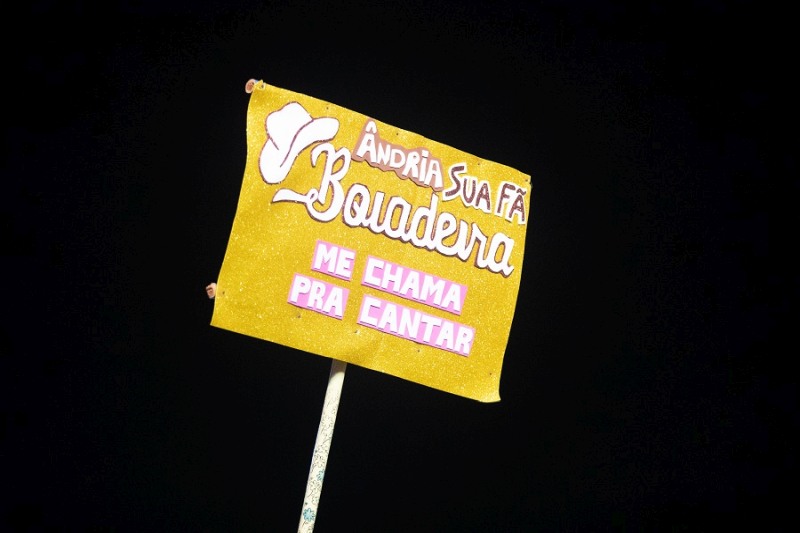 ÂNDRIA SUA FÃ
Boiadeira
ME CHAMA
PRA CANTAR